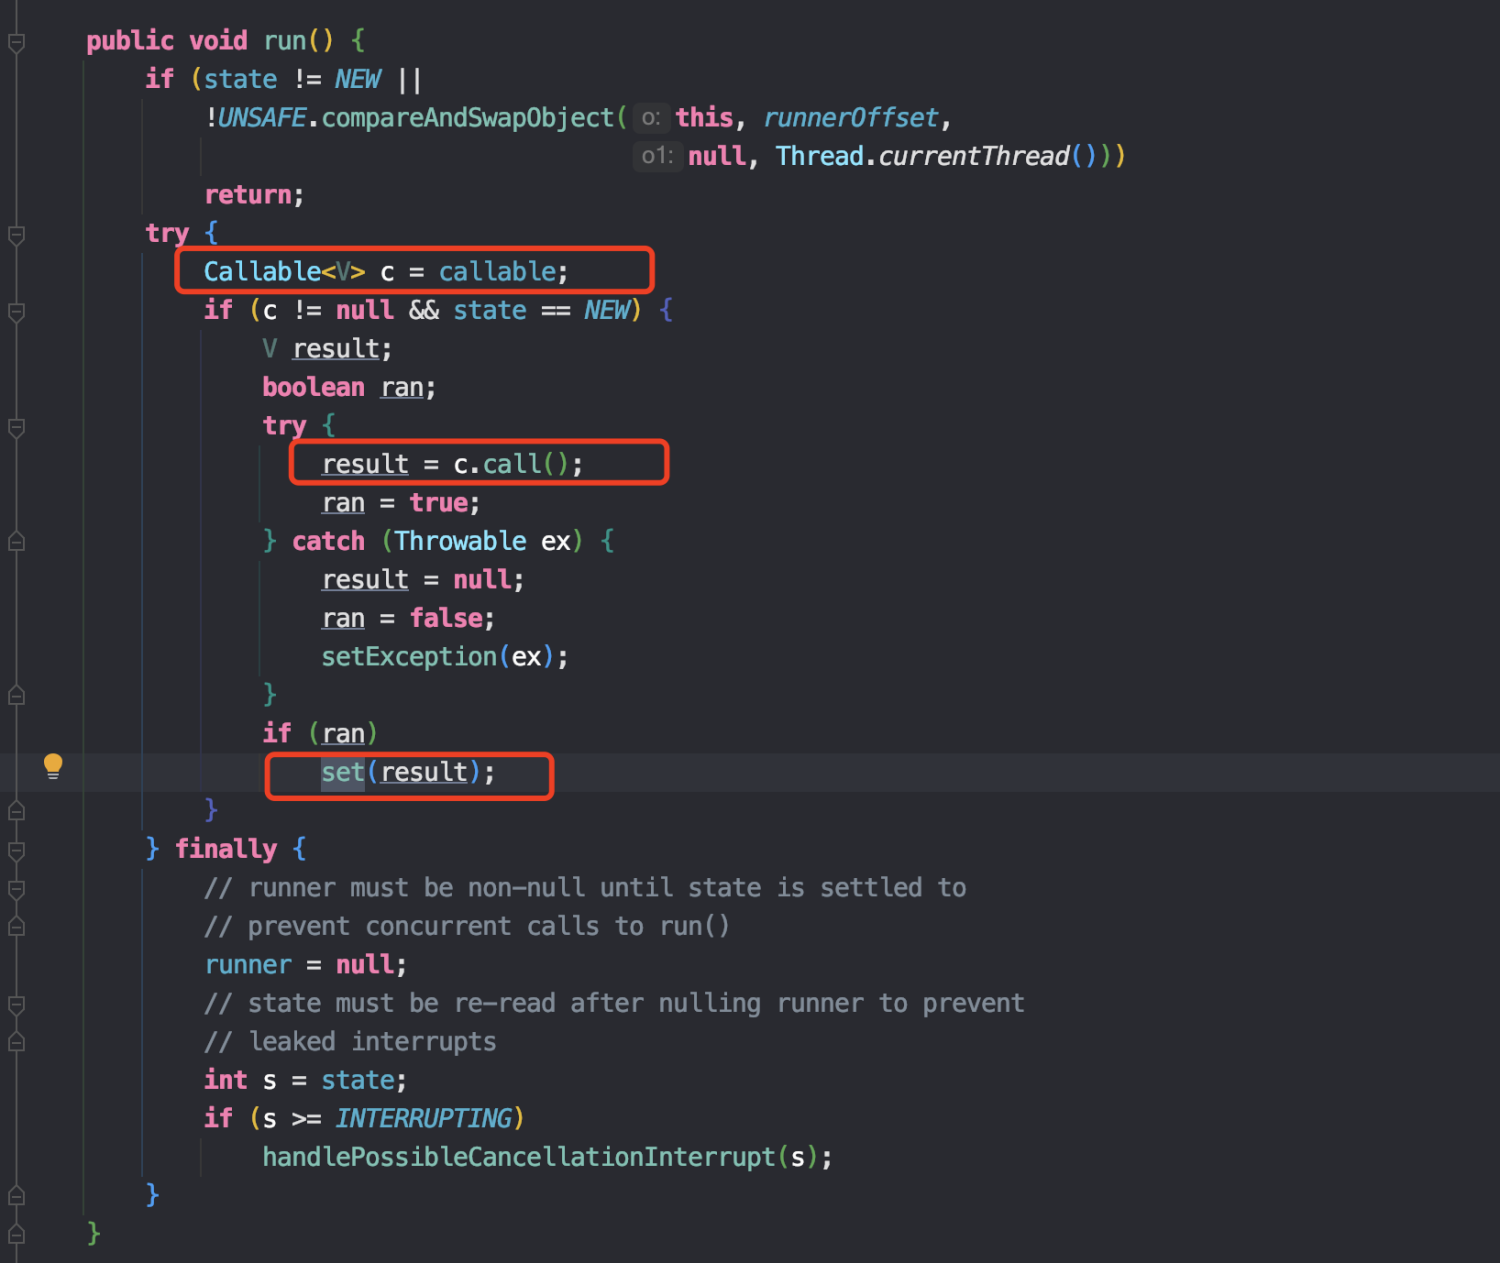 public void run() {
if (state != NEW ||
!UNSAFE.compareAndSwapObject( o: this, runnerOffset,
o1: null, Thread.currentThread()))
return;
try {
Callable<V> c = callable;
if (c != null && state == NEW) {
V result;
boolean ran;
try {
result = c.call();
ran = true;
} catch (Throwable ex) {
result = null;
ran = false;
setException(ex);
}
if (ran)
set(result);
}
} finally {
// runner must be non-null until state is settled to
// prevent concurrent calls to run()
runner = null;
// state must be re-read after nulling runner to prevent
// leaked interrupts
int s = state;
if (s >= INTERRUPTING)
handlePossibleCancellationInterrupt(s);
}
}